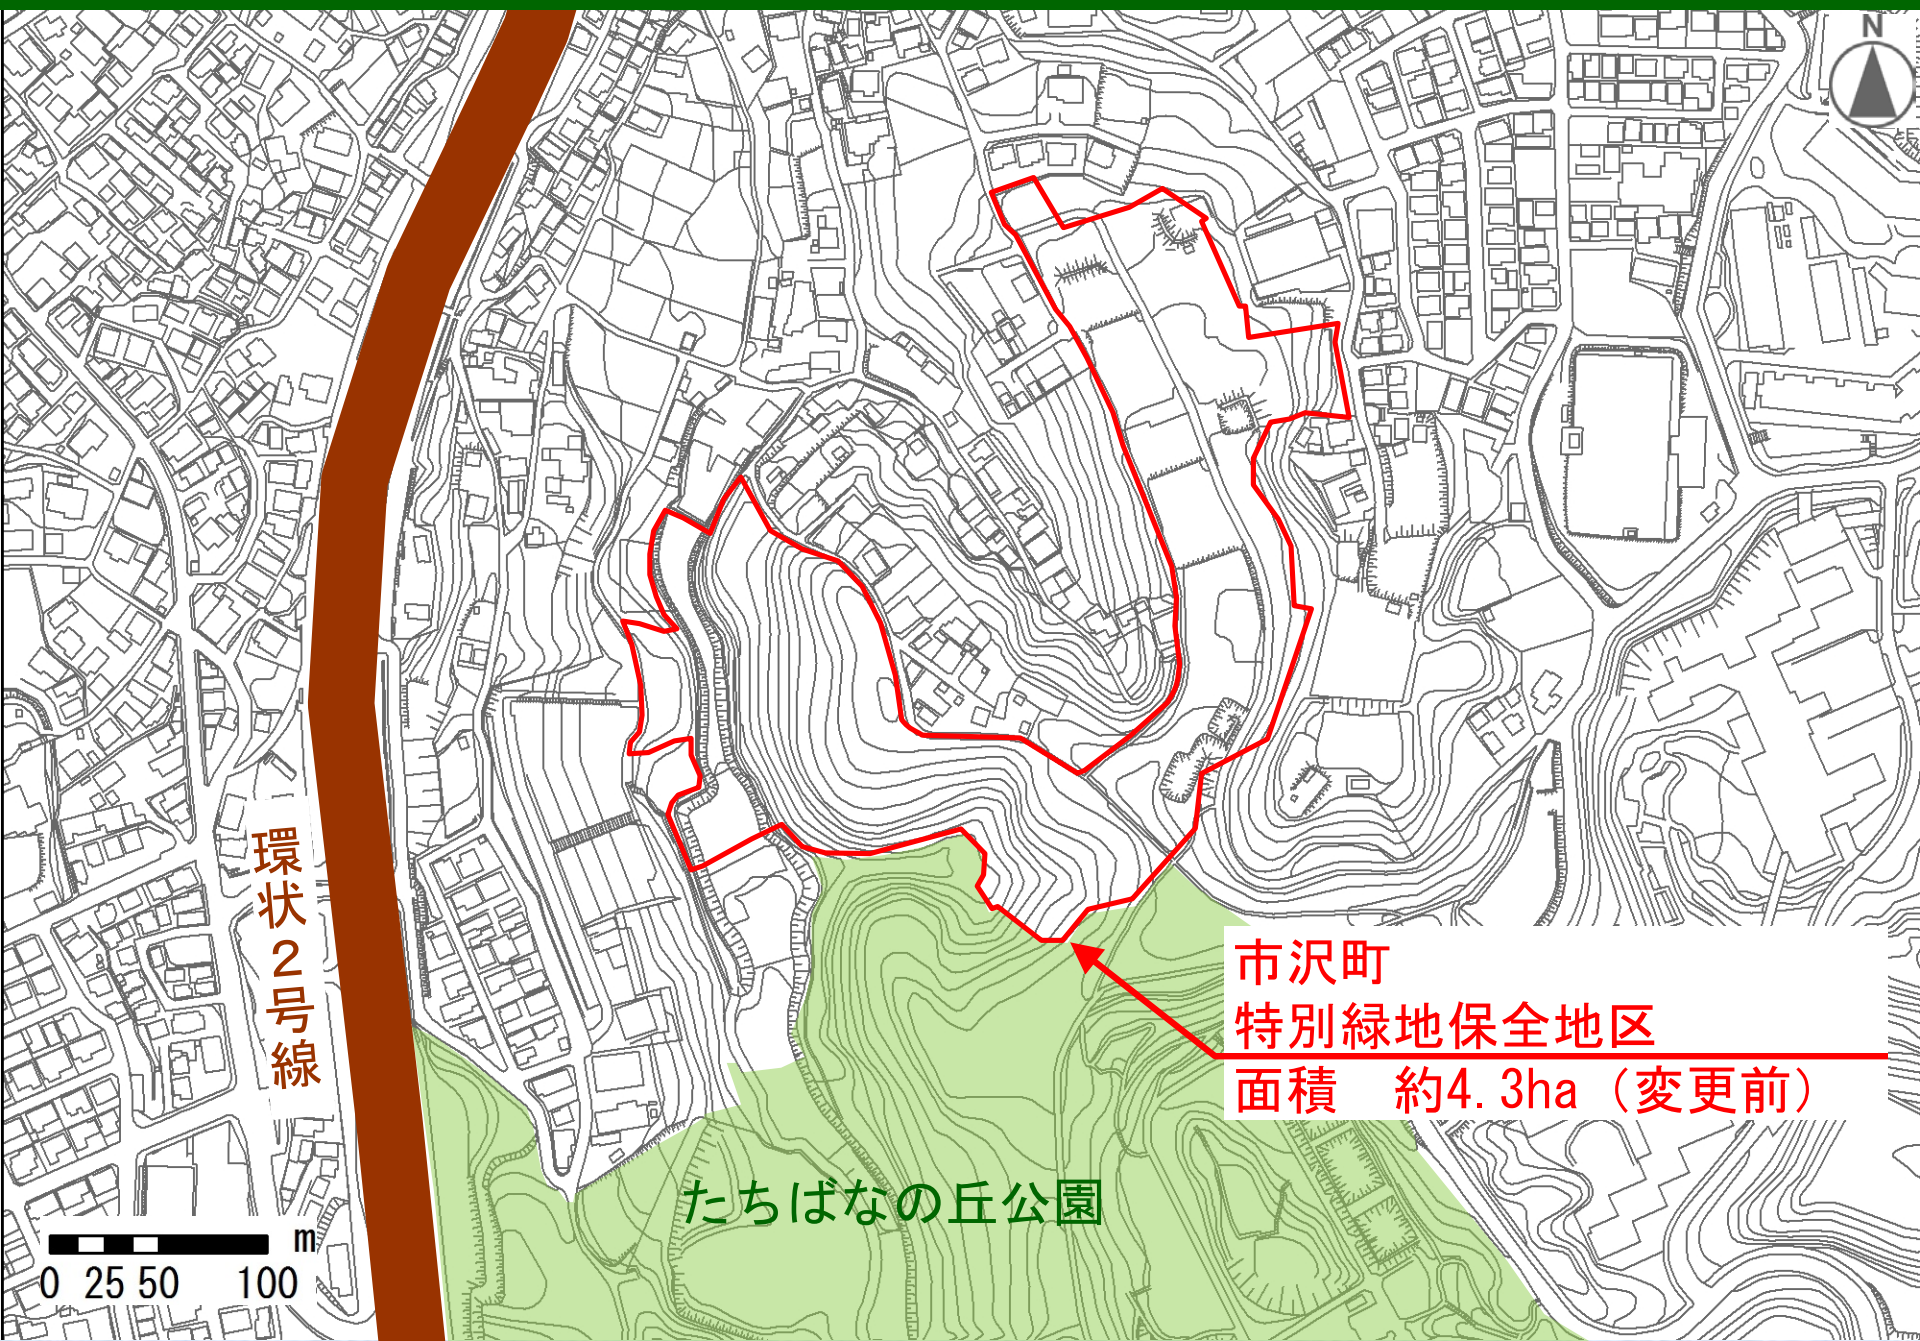 N
環状2号線
市沢町
特別緑地保全地区
面積　約4.3ha（変更前）
たちばなの丘公園
m
0 25 50 100